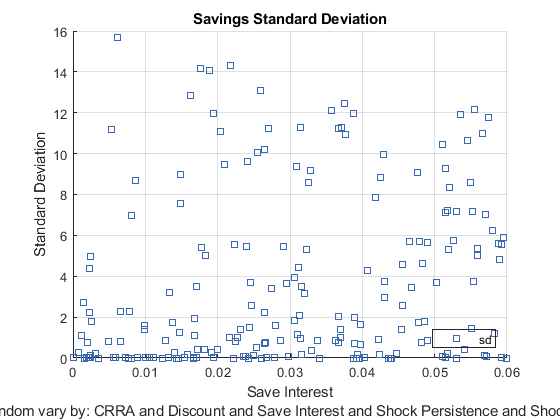 Savings Standard Deviation
16
14
12
10
8
6
4
2
0
Standard Deviation
sd
0 0.01 0.02 0.03 0.04 0.05 0.06
Save Interest
ndom vary by: CRRA and Discount and Save Interest and Shock Persistence and Sho